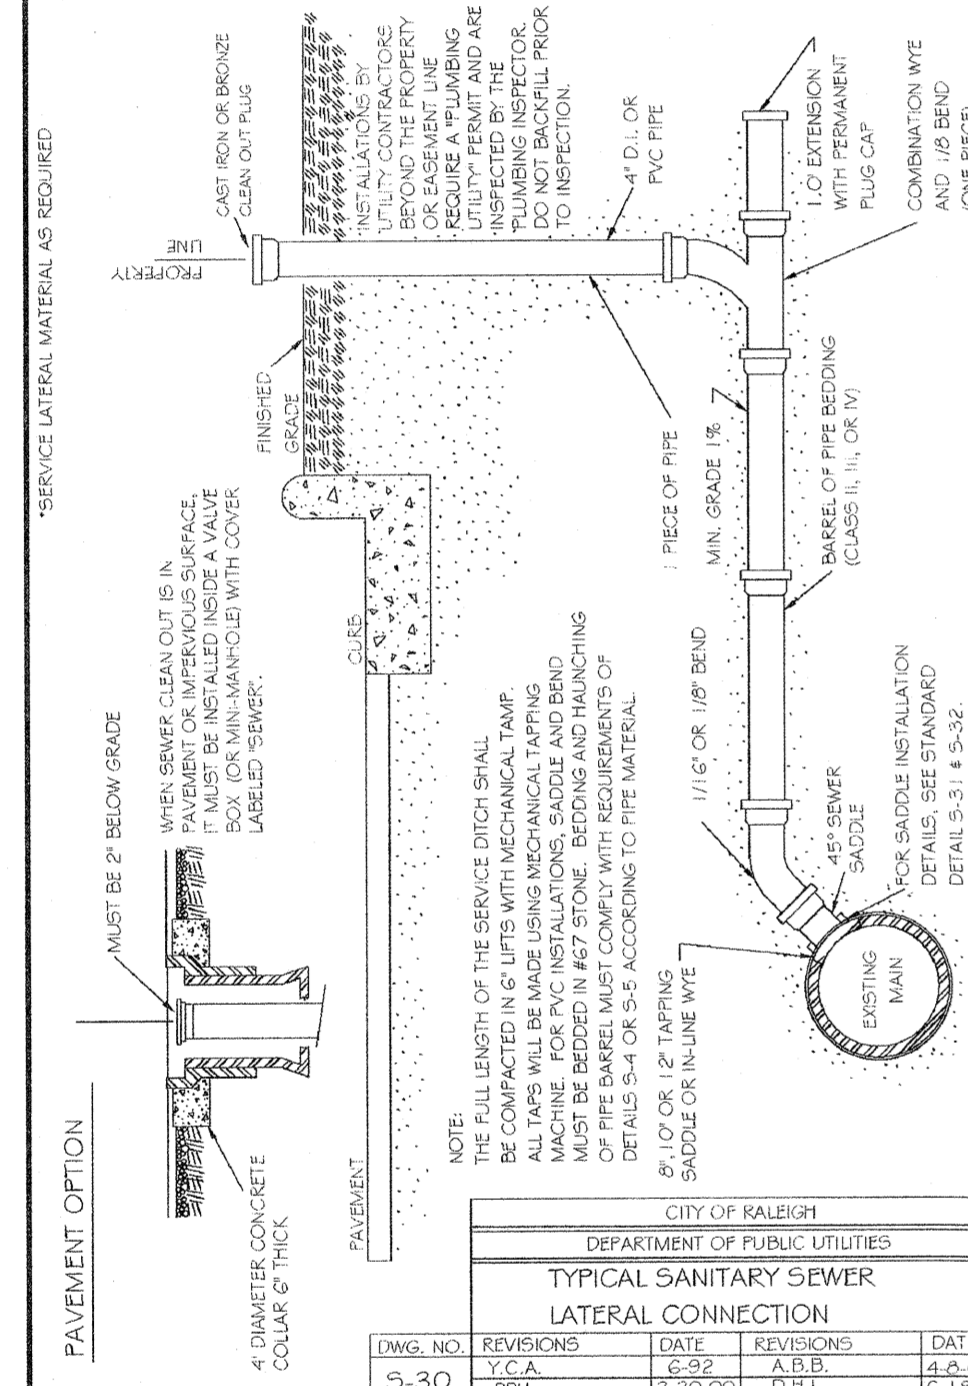 *SERVICE LATERAL MATERIAL AS REQUIRED
PAVEMENT OPTION
MUST BE 2" BELOW GRADE
WHEN SEWER CLEAN OUT IS IN
PAVEMENT OR IMPERVIOUS SURFACE,
IT MUST BE INSTALLED INSIDE A VALVE
BOX (OR MINI-MANHOLE) WITH COVER
LABELED "SEWER".
4' DIAMETER CONCRETE
COLLAR 6" THICK
CAST IRON OR BRONZE
CLEAN OUT PLUG
PROPERTY
LINE
FINISHED
GRADE
INSTALLATIONS BY
UTILITY CONTRACTORS
BEYOND THE PROPERTY
OR EASEMENT LINE
REQUIRE A "PLUMBING
UTILITY" PERMIT AND ARE
INSPECTED BY THE
PLUMBING INSPECTOR.
DO NOT BACKFILL PRIOR
TO INSPECTION.
CURB
PAVEMENT
4" D.I. OR
PVC PIPE
NOTE:
THE FULL LENGTH OF THE SERVICE DITCH SHALL
BE COMPACTED IN 6" LIFTS WITH MECHANICAL TAMP.
ALL TAPS WILL BE MADE USING MECHANICAL TAPPING
MACHINE. FOR PVC INSTALLATIONS, SADDLE AND BEND
MUST BE BEDDED IN #67 STONE. BEDDING AND HAUNCHING
OF PIPE BARREL MUST COMPLY WITH REQUIREMENTS OF
DETAILS S-4 OR S-5 ACCORDING TO PIPE MATERIAL.
1 PIECE OF PIPE
MIN. GRADE 1%
1/16" OR 1/8" BEND
8", 10" OR 12" TAPPING
SADDLE OR IN-LINE WYE
1.0' EXTENSION
WITH PERMANENT
PLUG CAP
COMBINATION WYE
AND 1/8 BEND
(ONE PIECE)
BARREL OF PIPE BEDDING
(CLASS II, III, OR IV)
45° SEWER
SADDLE
FOR SADDLE INSTALLATION
DETAILS, SEE STANDARD
DETAIL S-31 & S-32.
EXISTING
MAIN
CITY OF RALEIGH
DEPARTMENT OF PUBLIC UTILITIES
TYPICAL SANITARY SEWER
LATERAL CONNECTION
DWG. NO. REVISIONS DATE REVISIONS DAT
S-30 Y.C.A. 6-92 A.B.B. 4-8-